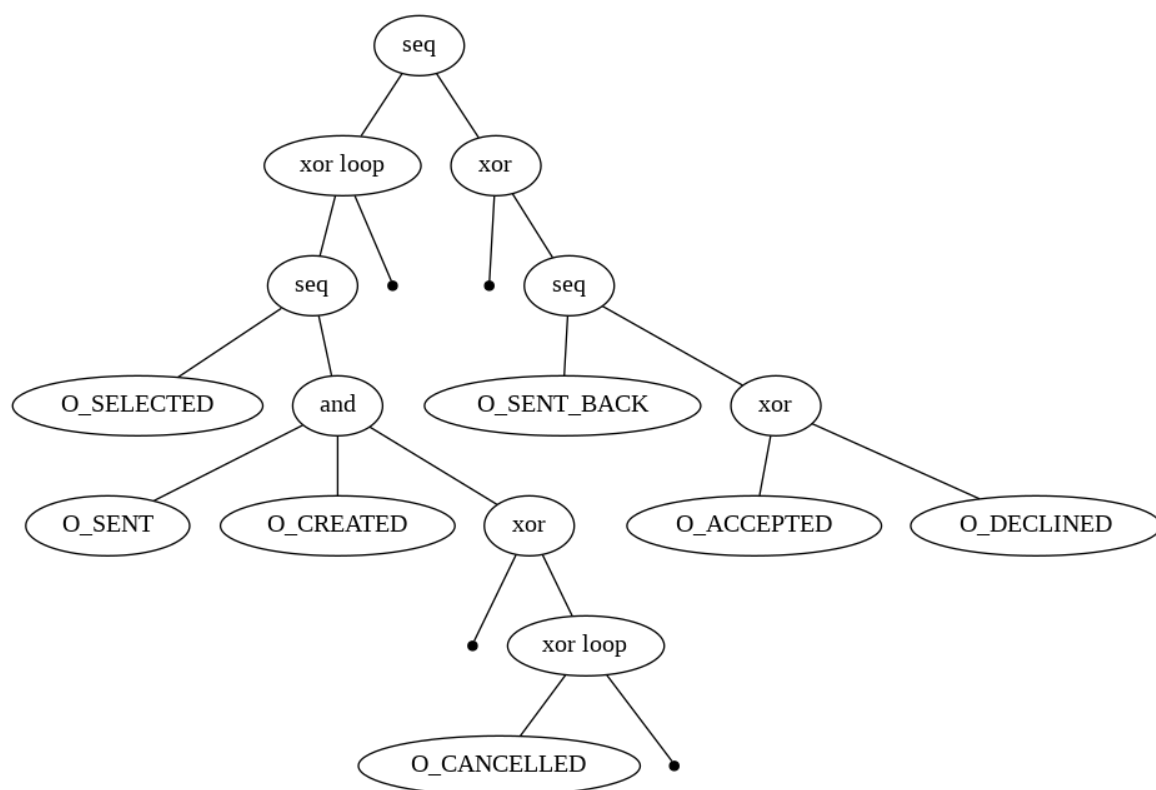 seq
xor loop
xor
seq
seq
O_SELECTED
and
O_SENT_BACK
xor
O_SENT
O_CREATED
xor
O_ACCEPTED
O_DECLINED
xor loop
O_CANCELLED